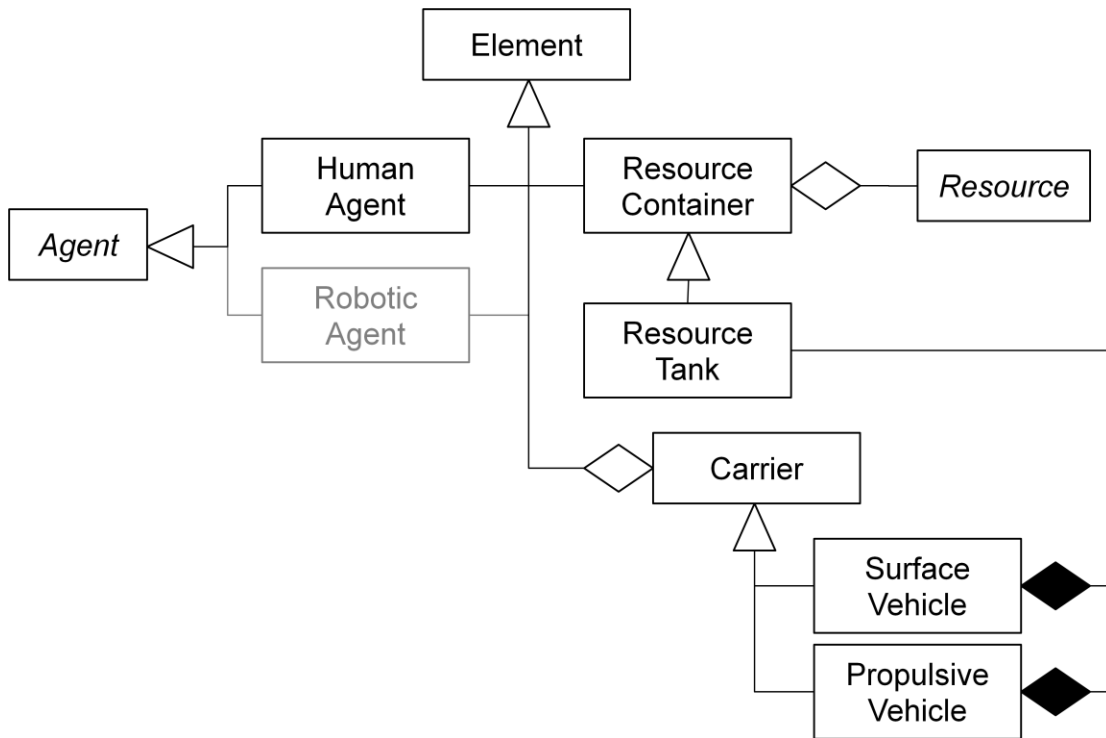 Element
Human
Agent
Resource
Container
Resource
Agent
Robotic
Agent
Resource
Tank
Carrier
Surface
Vehicle
Propulsive
Vehicle